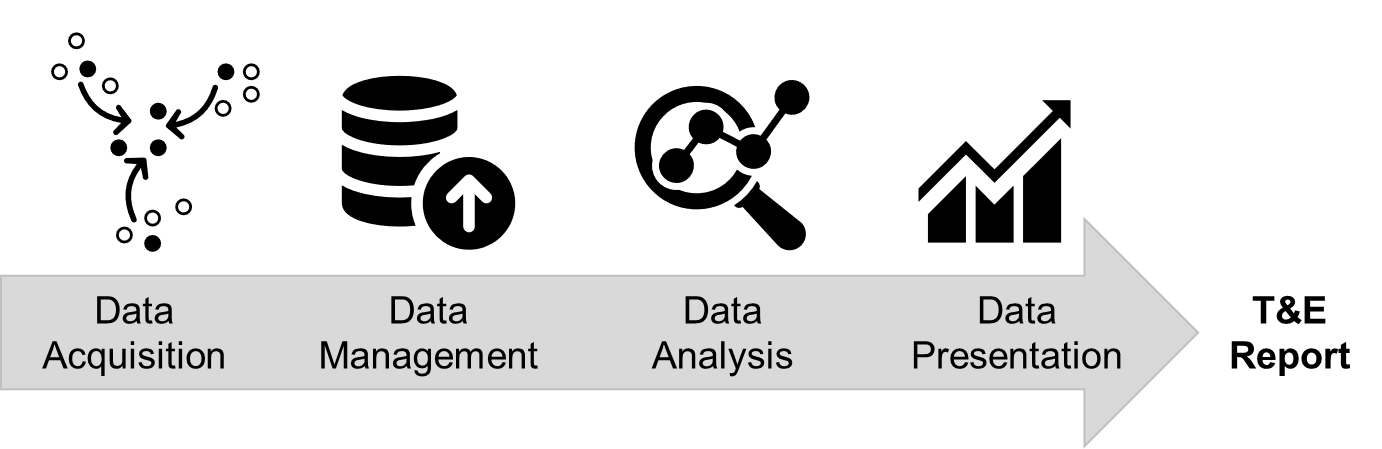 Data
Acquisition
Data
Management
Data
Analysis
Data
Presentation
T&E
Report